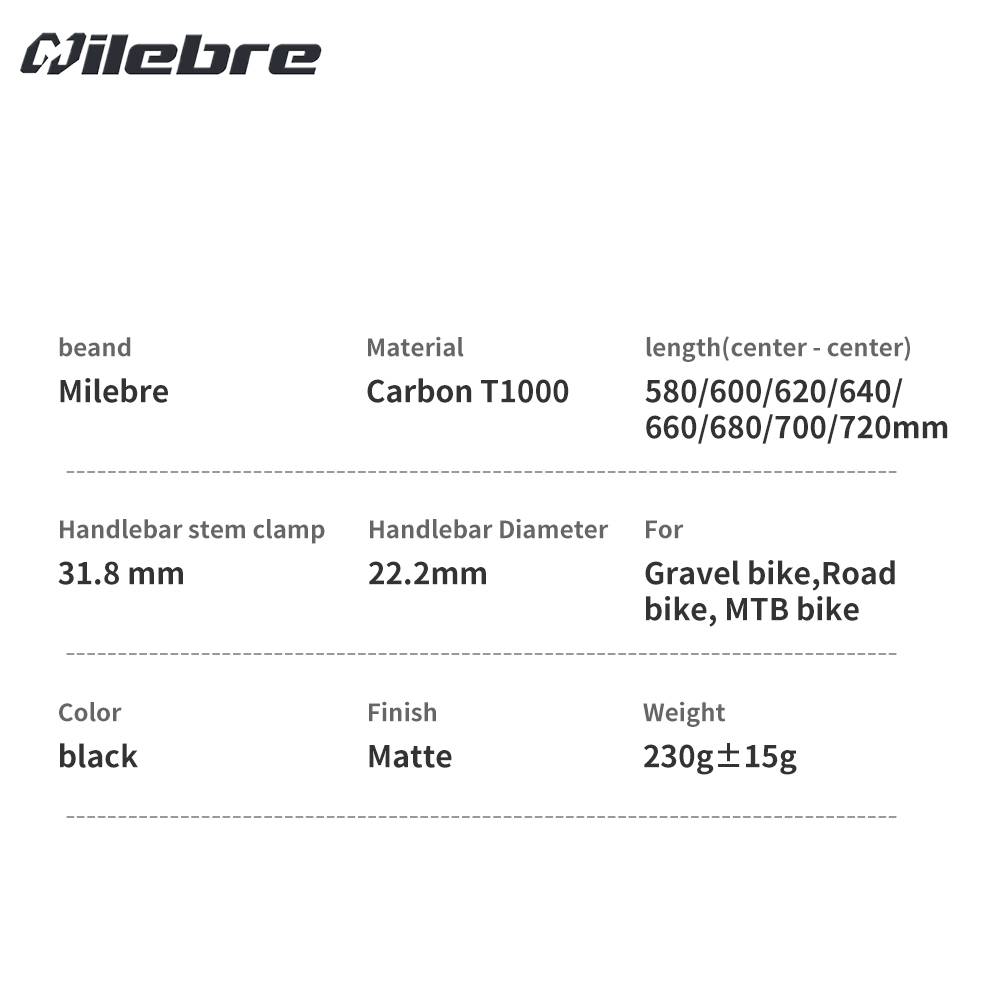 Milebre
beand
Material
length(center - center)
Milebre
Carbon T1000
580/600/620/640/
660/680/700/720mm
Handlebar stem clamp
Handlebar Diameter
For
31.8 mm
22.2mm
Gravel bike,Road
bike, MTB bike
Color
Finish
Weight
black
Matte
230g±15g